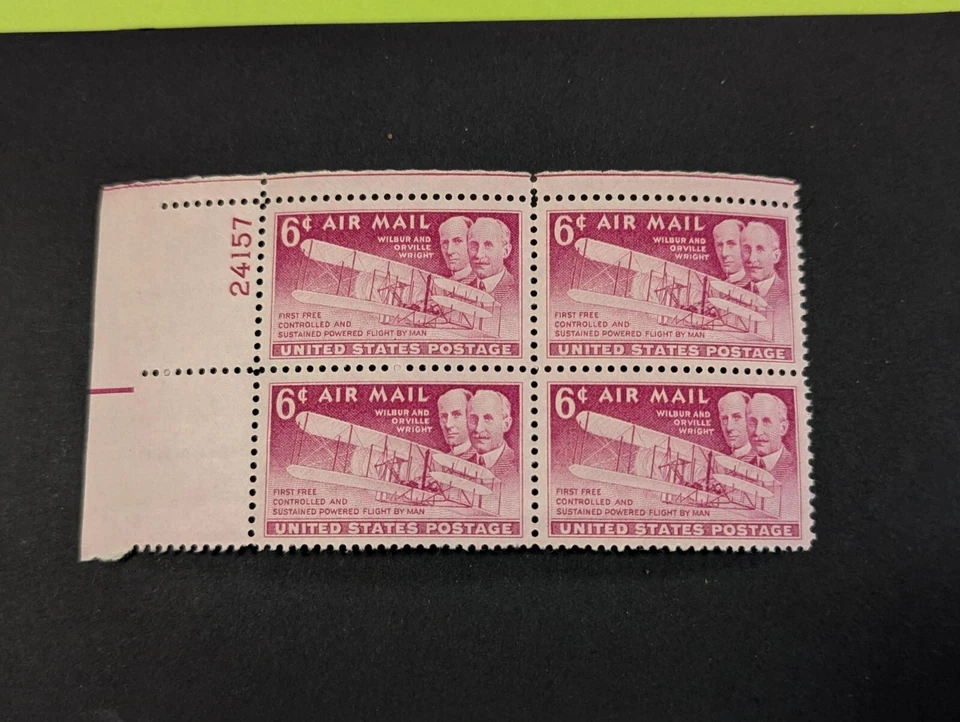 24157
6¢ AIR MAIL
WILBUR AND
ORVILLE
WRIGHT
FIRST FREE
CONTROLLED AND
SUSTAINED POWERED FLIGHT BY MAN
UNITED STATES POSTAGE
6¢ AIR MAIL
WILBUR AND
ORVILLE
WRIGHT
FIRST FREE
CONTROLLED AND
SUSTAINED POWERED FLIGHT BY MAN
UNITED STATES POSTAGE
6¢ AIR MAIL
WILBUR AND
ORVILLE
WRIGHT
FIRST FREE
CONTROLLED AND
SUSTAINED POWERED FLIGHT BY MAN
UNITED STATES POSTAGE
6¢ AIR MAIL
WILBUR AND
ORVILLE
WRIGHT
FIRST FREE
CONTROLLED AND
SUSTAINED POWERED FLIGHT BY MAN
UNITED STATES POSTAGE